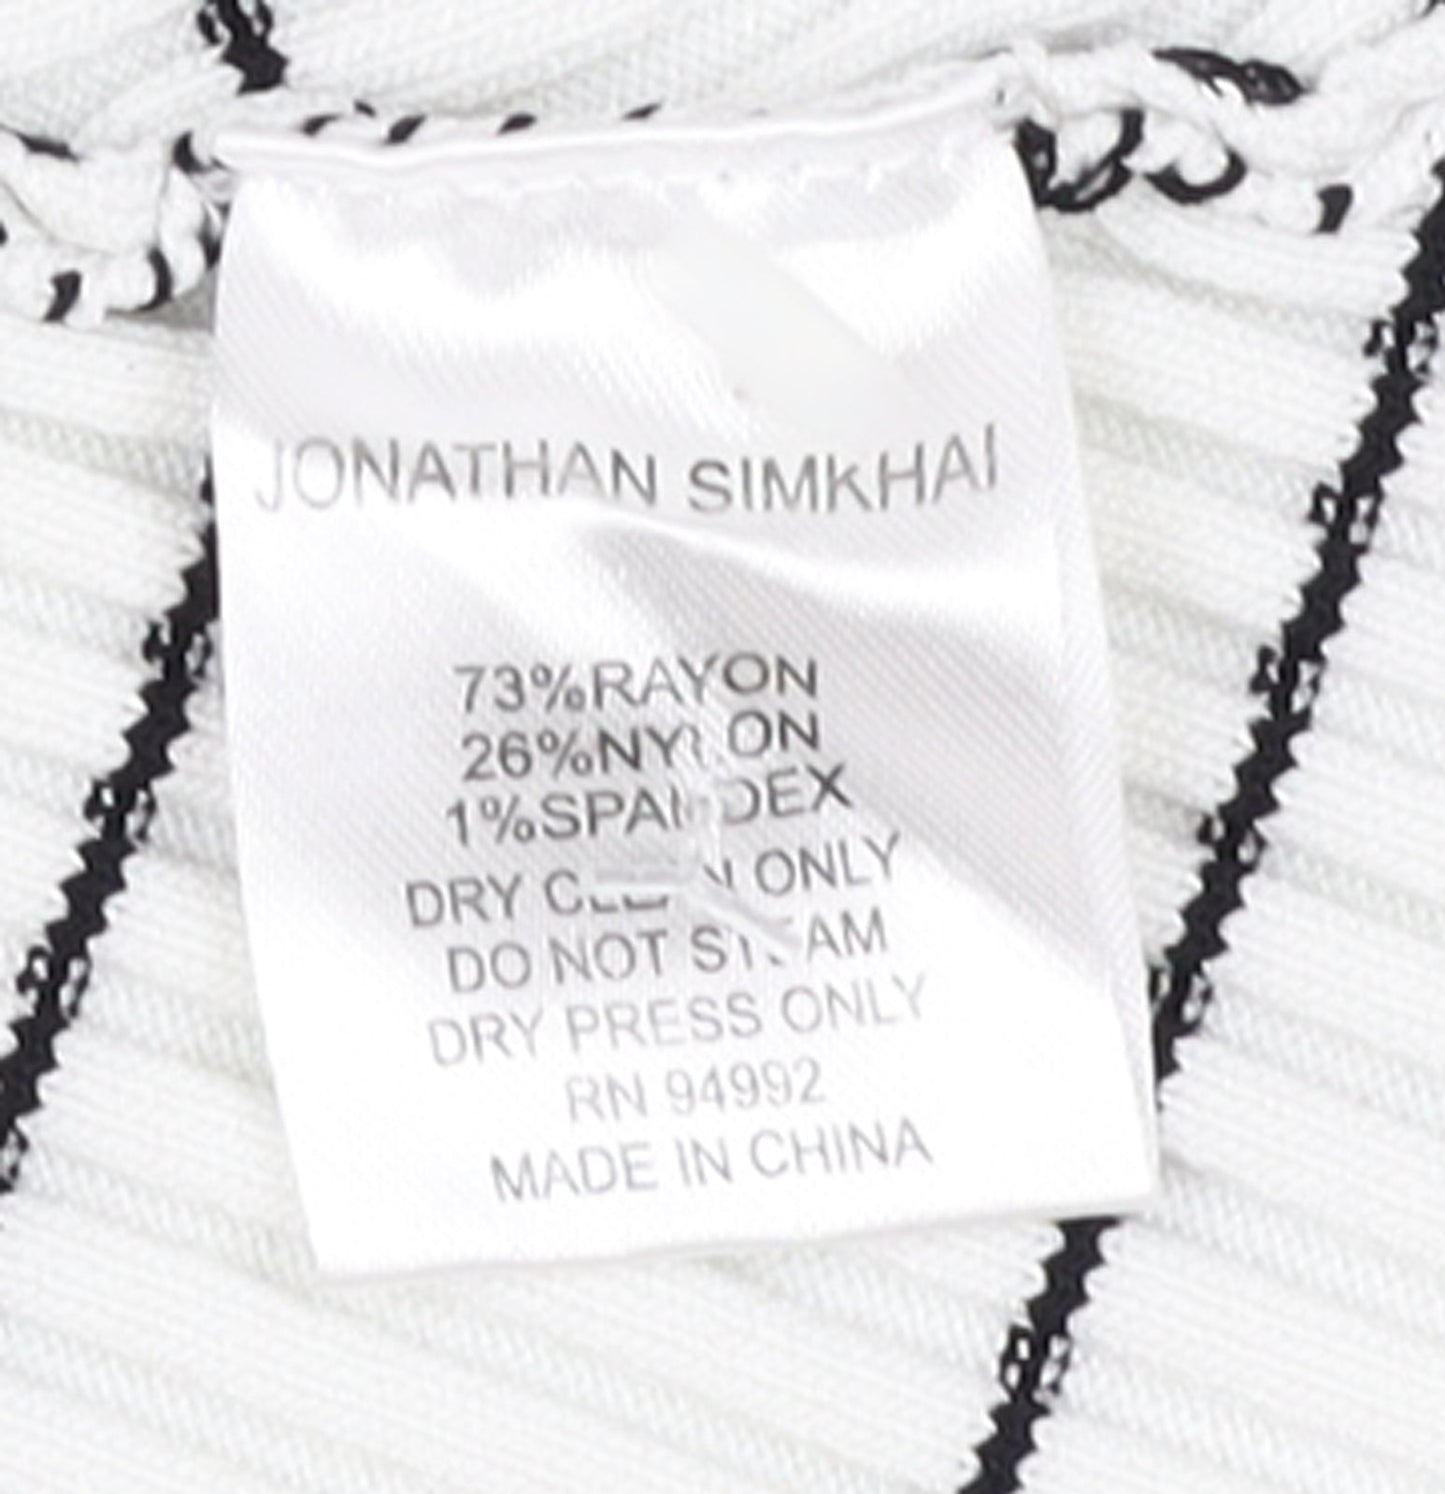 JONATHAN SIMKHAI
73%RAYON
26%NYLON
1%SPANDEX
DRY CLEAN ONLY
DO NOT STEAM
DRY PRESS ONLY
RN 94992
MADE IN CHINA